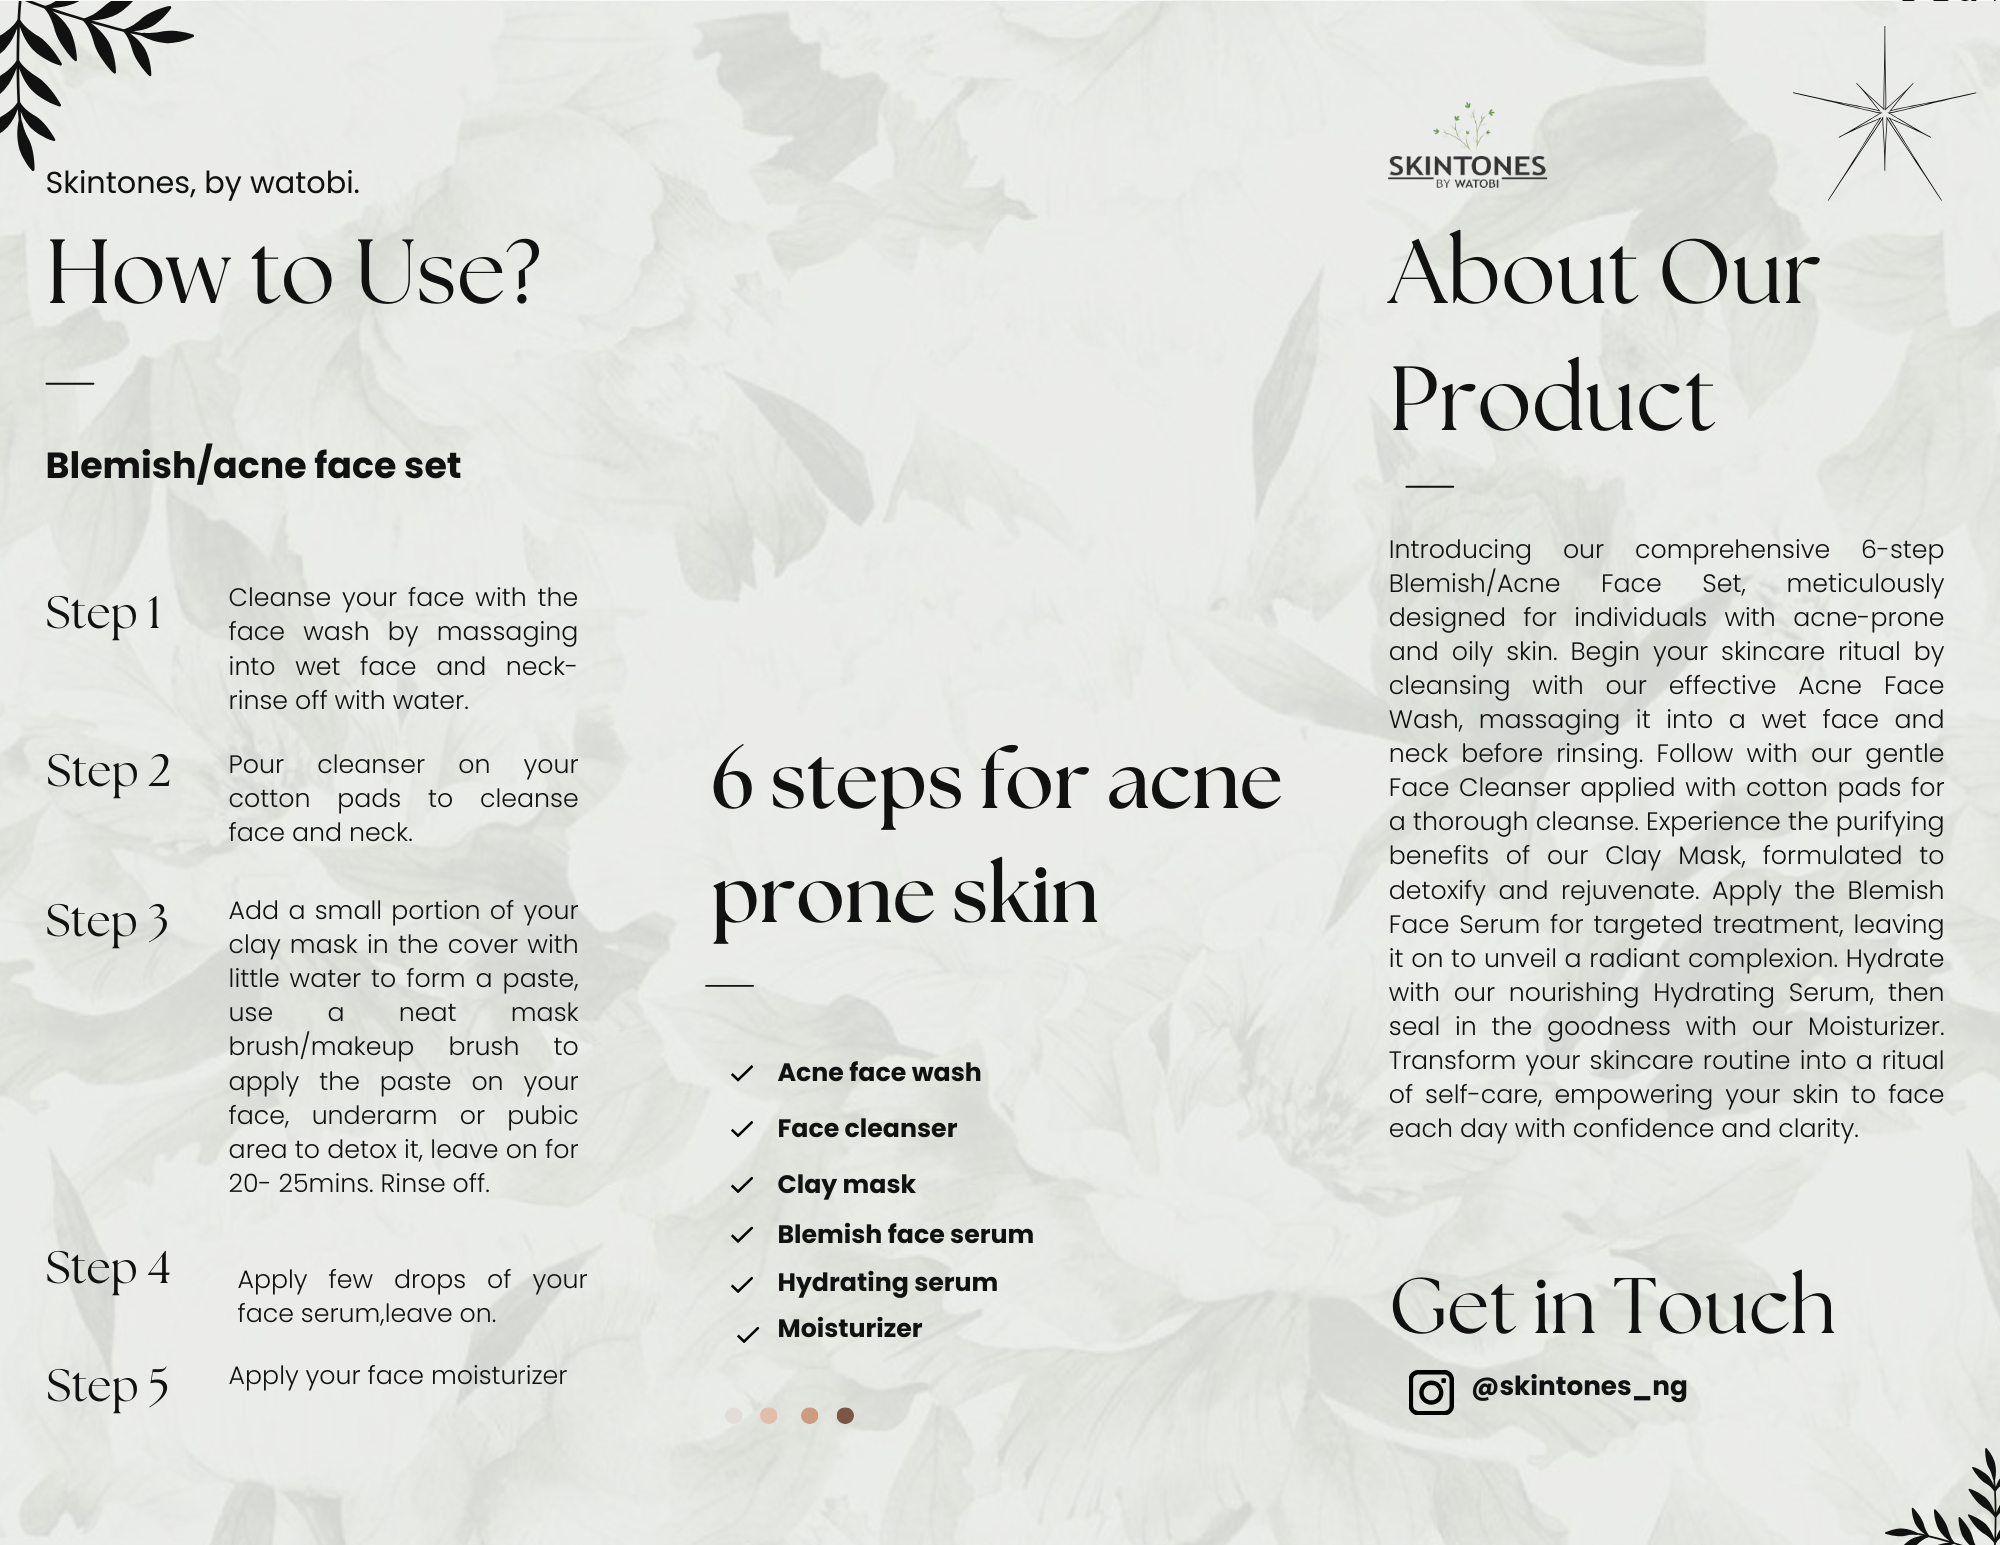 Skintones, by watobi.
How to Use?
Blemish/acne face set
Step 1
Cleanse your face with the
face wash by massaging
into wet face and neck-
rinse off with water.
Step 2
Pour cleanser on your
cotton pads to cleanse
face and neck.
Step 3
Add a small portion of your
clay mask in the cover with
little water to form a paste,
use a neat mask
brush/makeup brush to
apply the paste on your
face, underarm or pubic
area to detox it, leave on for
20- 25mins. Rinse off.
Step 4
Apply few drops of your
face serum,leave on.
Step 5
Apply your face moisturizer
6 steps for acne
prone skin
Acne face wash
Face cleanser
Clay mask
Blemish face serum
Hydrating serum
Moisturizer
SKINTONES
BY WATOBI
About Our
Product
Introducing our comprehensive 6-step
Blemish/Acne Face Set, meticulously
designed for individuals with acne-prone
and oily skin. Begin your skincare ritual by
cleansing with our effective Acne Face
Wash, massaging it into a wet face and
neck before rinsing. Follow with our gentle
Face Cleanser applied with cotton pads for
a thorough cleanse. Experience the purifying
benefits of our Clay Mask, formulated to
detoxify and rejuvenate. Apply the Blemish
Face Serum for targeted treatment, leaving
it on to unveil a radiant complexion. Hydrate
with our nourishing Hydrating Serum, then
seal in the goodness with our Moisturizer.
Transform your skincare routine into a ritual
of self-care, empowering your skin to face
each day with confidence and clarity.
Get in Touch
@skintones_ng